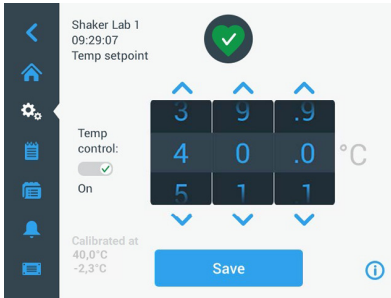 Shaker Lab 1
09:29:07
Temp setpoint
3 9 .9
Temp
control:
4 0 .0 °C
On
5 1 .1
Calibrated at
40,0°C
-2,3°C
Save